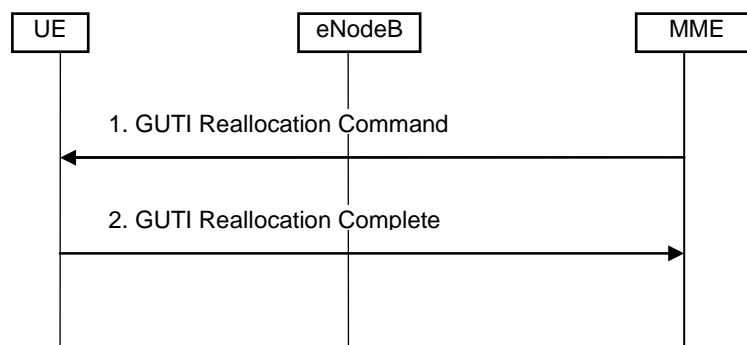 UE
eNodeB
MME
1. GUTI Reallocation Command
2. GUTI Reallocation Complete